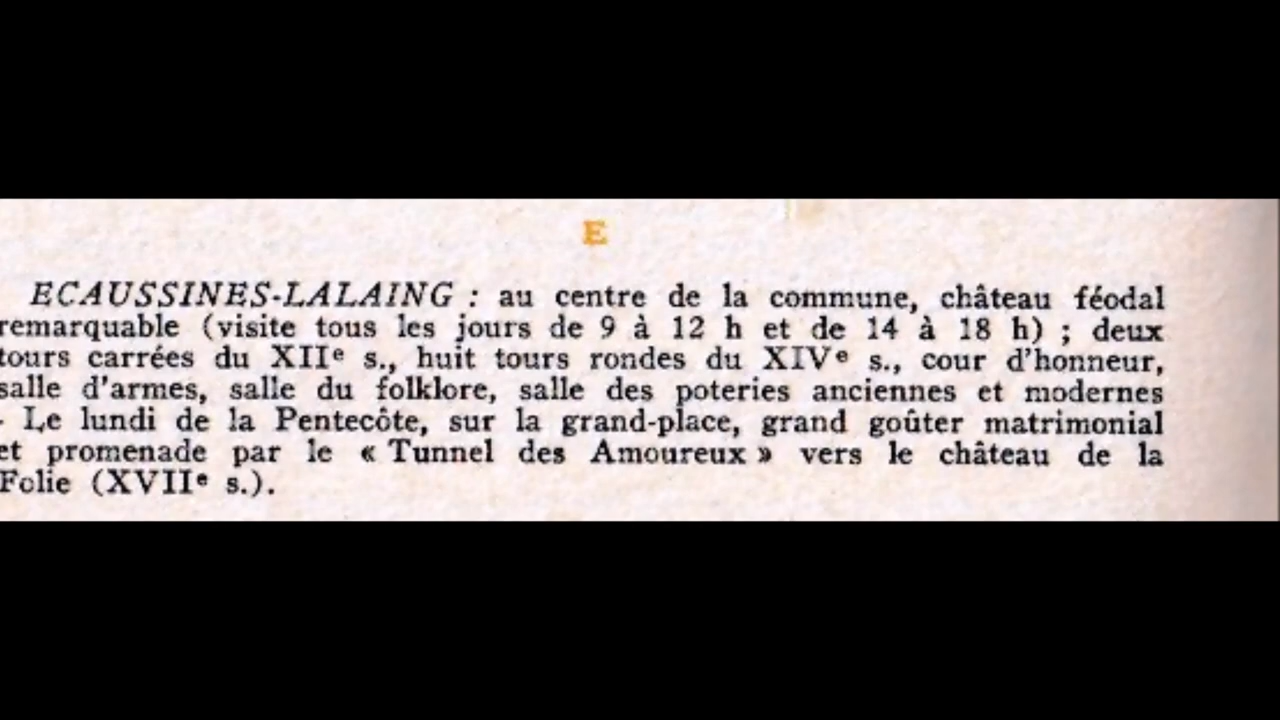 E
ECAUSSINES-LALAING : au centre de la commune, château féodal
remarquable (visite tous les jours de 9 à 12 h et de 14 à 18 h) ; deux
tours carrées du XIIe s., huit tours rondes du XIVe s., cour d'honneur,
salle d'armes, salle du folklore, salle des poteries anciennes et modernes
- Le lundi de la Pentecôte, sur la grand-place, grand goûter matrimonial
et promenade par le « Tunnel des Amoureux » vers le château de la
Folie (XVIIe s.).